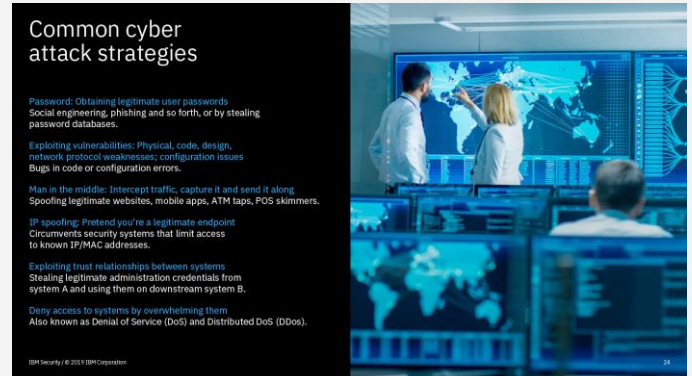 Common cyber
attack strategies
Password: Obtaining legitimate user passwords
Social engineering, phishing and so forth, or by stealing
password databases.
Exploiting vulnerabilities: Physical, code, design,
network protocol weaknesses; configuration issues
Bugs in code or configuration errors.
Man in the middle: Intercept traffic, capture it and send it along
Spoofing legitimate websites, mobile apps, ATM taps, POS skimmers.
IP spoofing: Pretend you're a legitimate endpoint
Circumvents security systems that limit access
to known IP/MAC addresses.
Exploiting trust relationships between systems
Stealing legitimate administration credentials from
system A and using them on downstream system B.
Deny access to systems by overwhelming them
Also known as Denial of Service (DoS) and Distributed DoS (DDos).
IBM Security / © 2019 IBM Corporation
24